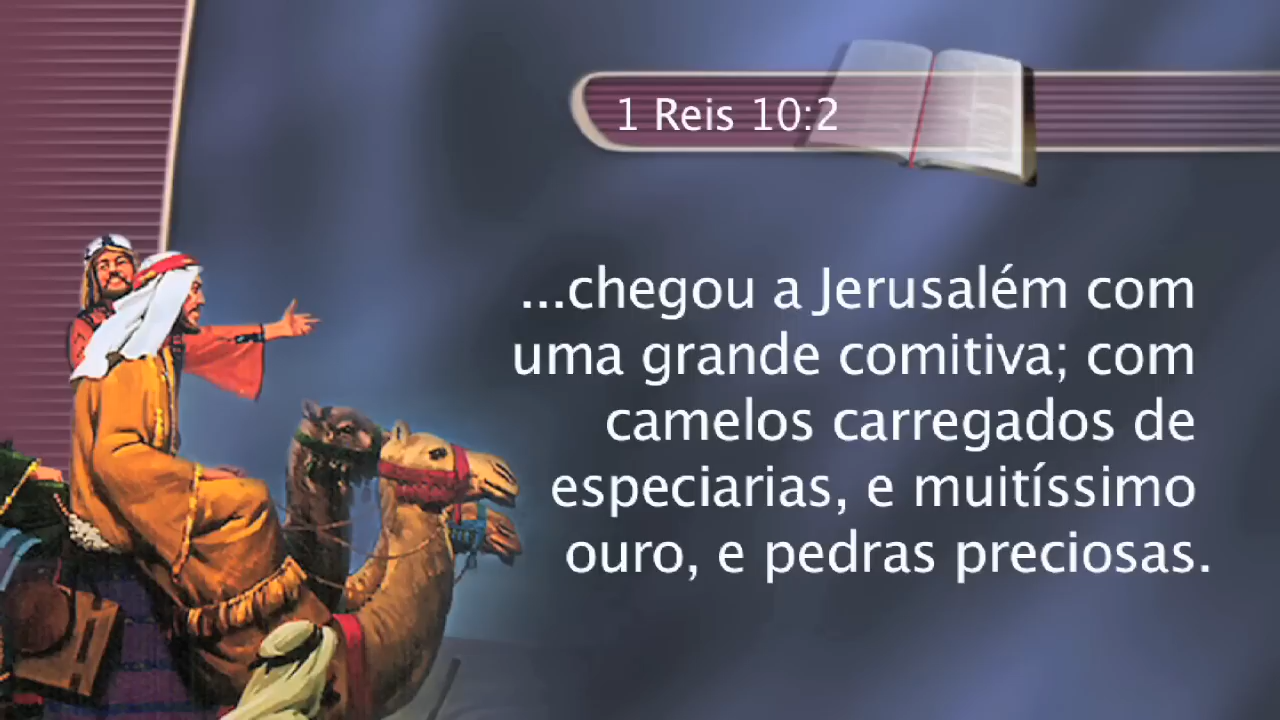 1 Reis 10:2
...chegou a Jerusalém com
uma grande comitiva; com
camelos carregados de
especiarias, e muitíssimo
ouro, e pedras preciosas.